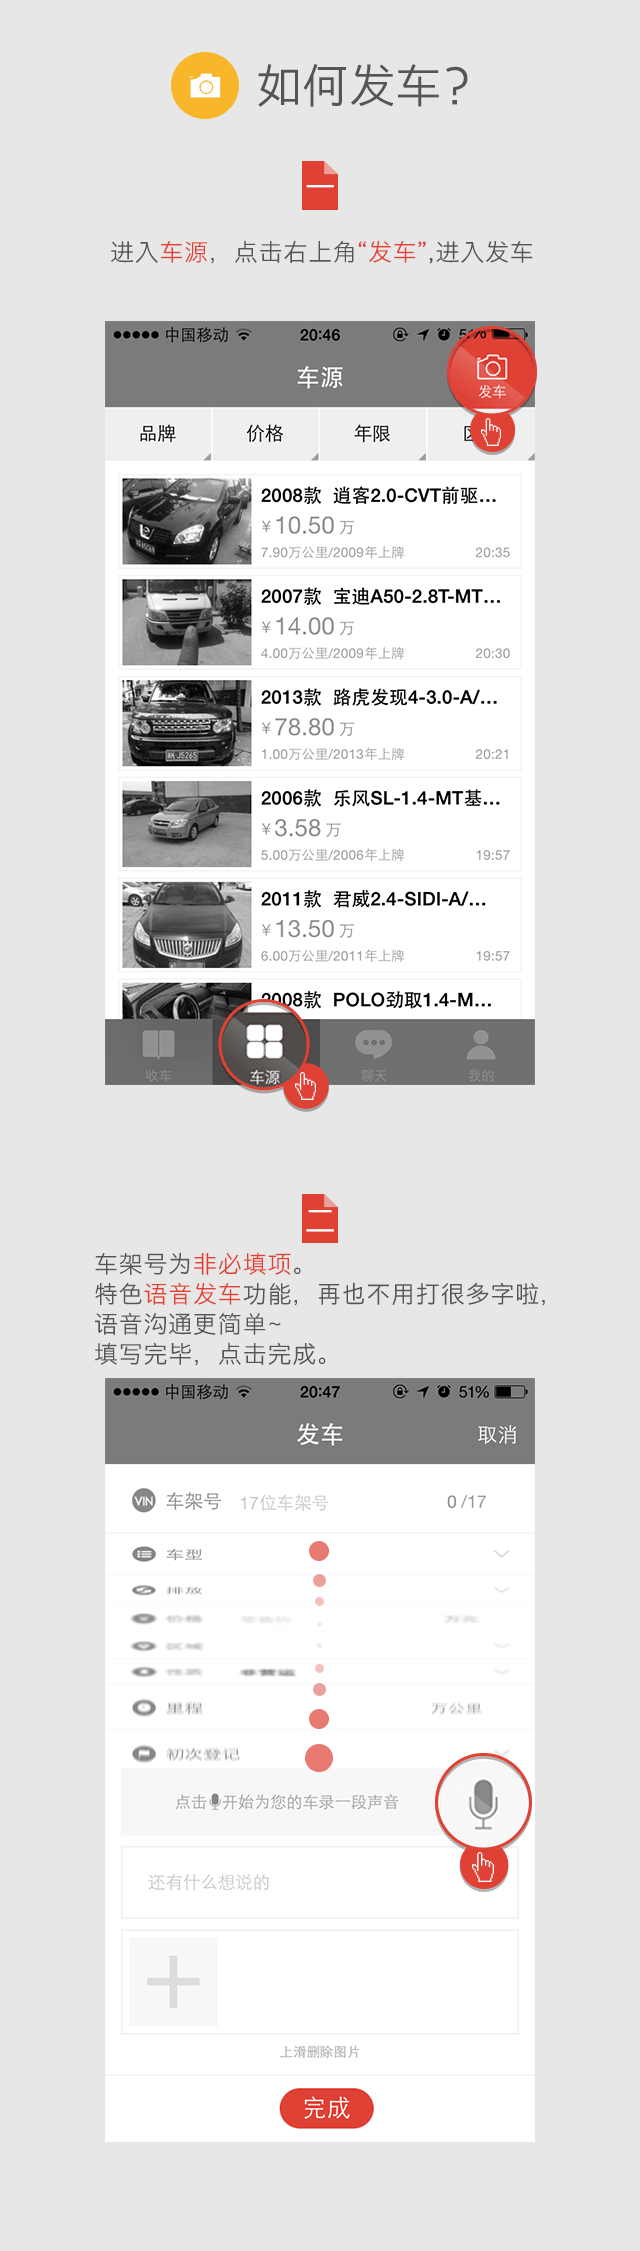 如何发车?
一
进入车源，点击右上角“发车”,进入发车
中国移动 20:46
车源
发车
品牌 价格 年限
2008款 逍客2.0-CVT前驱...
¥10.50 万
7.90万公里/2009年上牌 20:35
2007款 宝迪A50-2.8T-MT...
¥14.00 万
4.00万公里/2009年上牌 20:30
2013款 路虎发现4-3.0-A/...
¥78.80 万
1.00万公里/2013年上牌 20:21
2006款 乐风SL-1.4-MT基...
¥3.58 万
5.00万公里/2006年上牌 19:57
2011款 君威2.4-SIDI-A/...
¥13.50 万
6.00万公里/2011年上牌 19:57
2008款 POLO劲取1.4-M...
收车 车源 聊天 我的
二
车架号为非必填项。
特色语音发车功能，再也不用打很多字啦,
语音沟通更简单~
填写完毕，点击完成。
中国移动 20:47 51%
发车 取消
VIN 车架号 17位车架号 0/17
车型
排放
价格 万元
区域
性质 非营运
里程 万公里
初次登记
点击开始为您的车录一段声音
还有什么想说的
上滑删除图片
完成